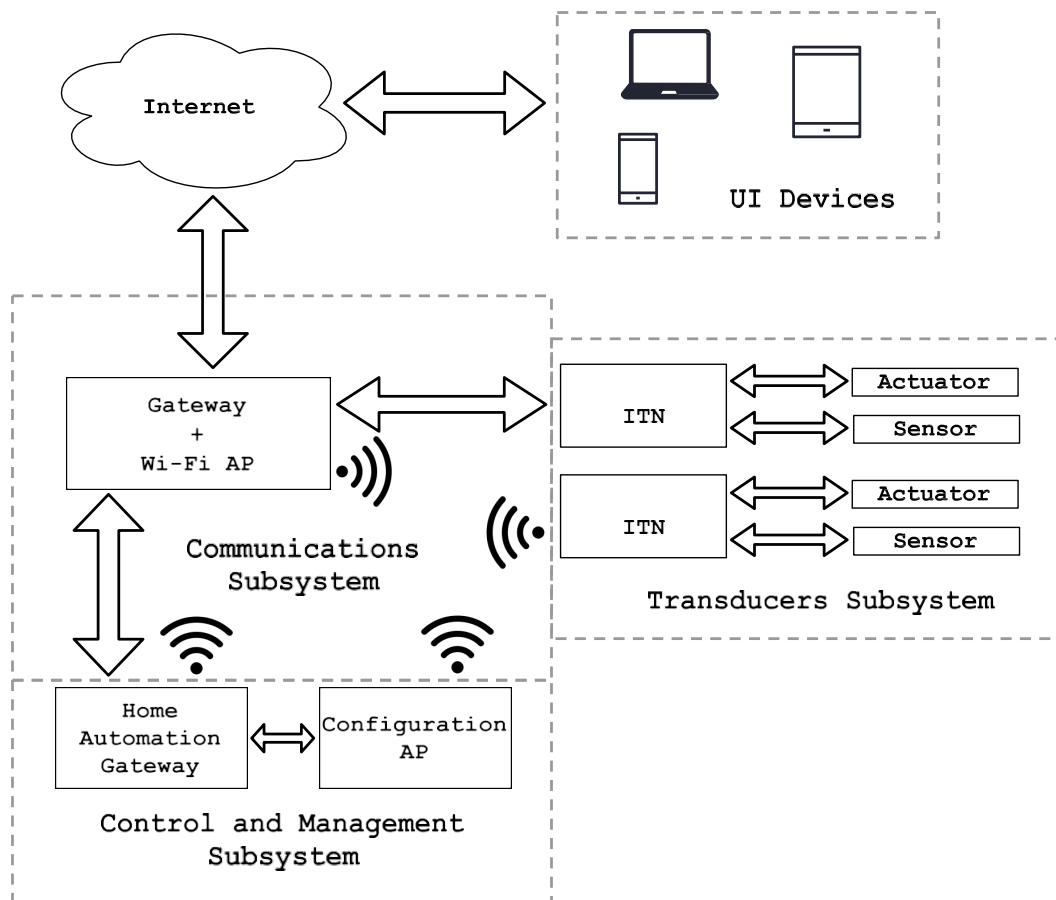 Internet
UI Devices
Gateway
+
Wi-Fi AP
ITN
Actuator
Sensor
ITN
Actuator
Sensor
Communications
Subsystem
Transducers Subsystem
Home
Automation
Gateway
Configuration
AP
Control and Management
Subsystem